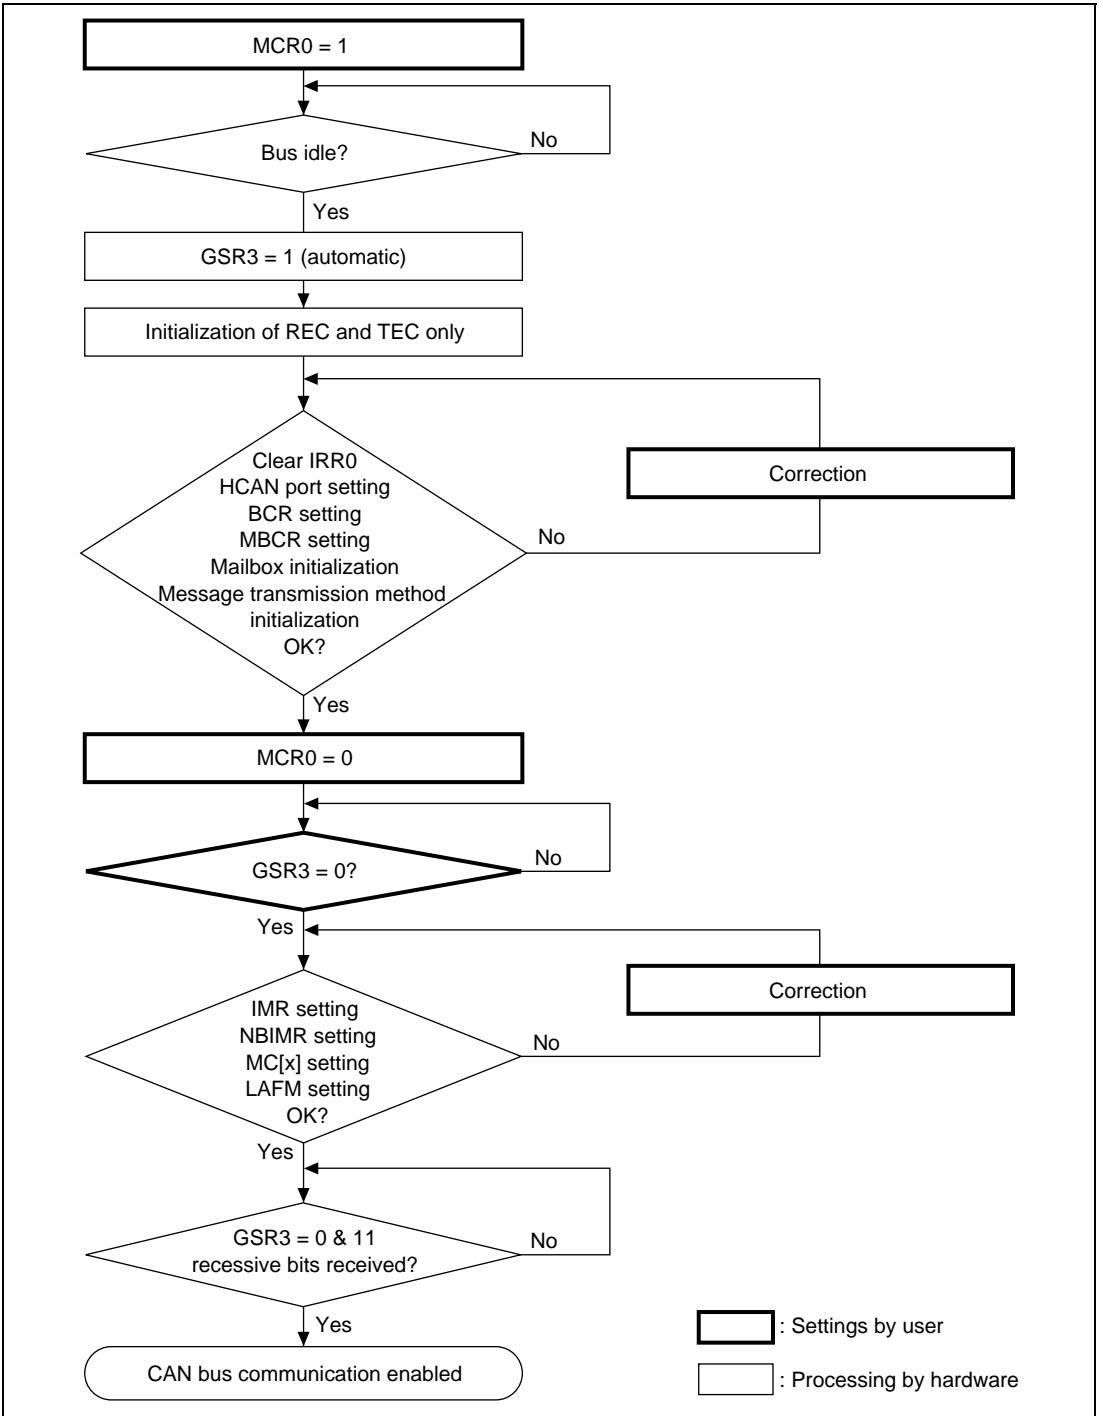 MCR0 = 1
Bus idle?
No
Yes
GSR3 = 1 (automatic)
Initialization of REC and TEC only
Clear IRR0
HCAN port setting
BCR setting
MBCR setting
Mailbox initialization
Message transmission method
initialization
OK?
No
Correction
Yes
MCR0 = 0
GSR3 = 0?
No
Yes
IMR setting
NBIMR setting
MC[x] setting
LAFM setting
OK?
No
Correction
Yes
GSR3 = 0 & 11
recessive bits received?
No
Yes
CAN bus communication enabled
: Settings by user
: Processing by hardware